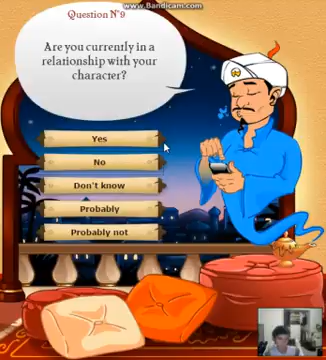 www.Bandicam.com
Question N°9
Are you currently in a
relationship with your
character?
Yes
No
Don't know
Probably
Probably not